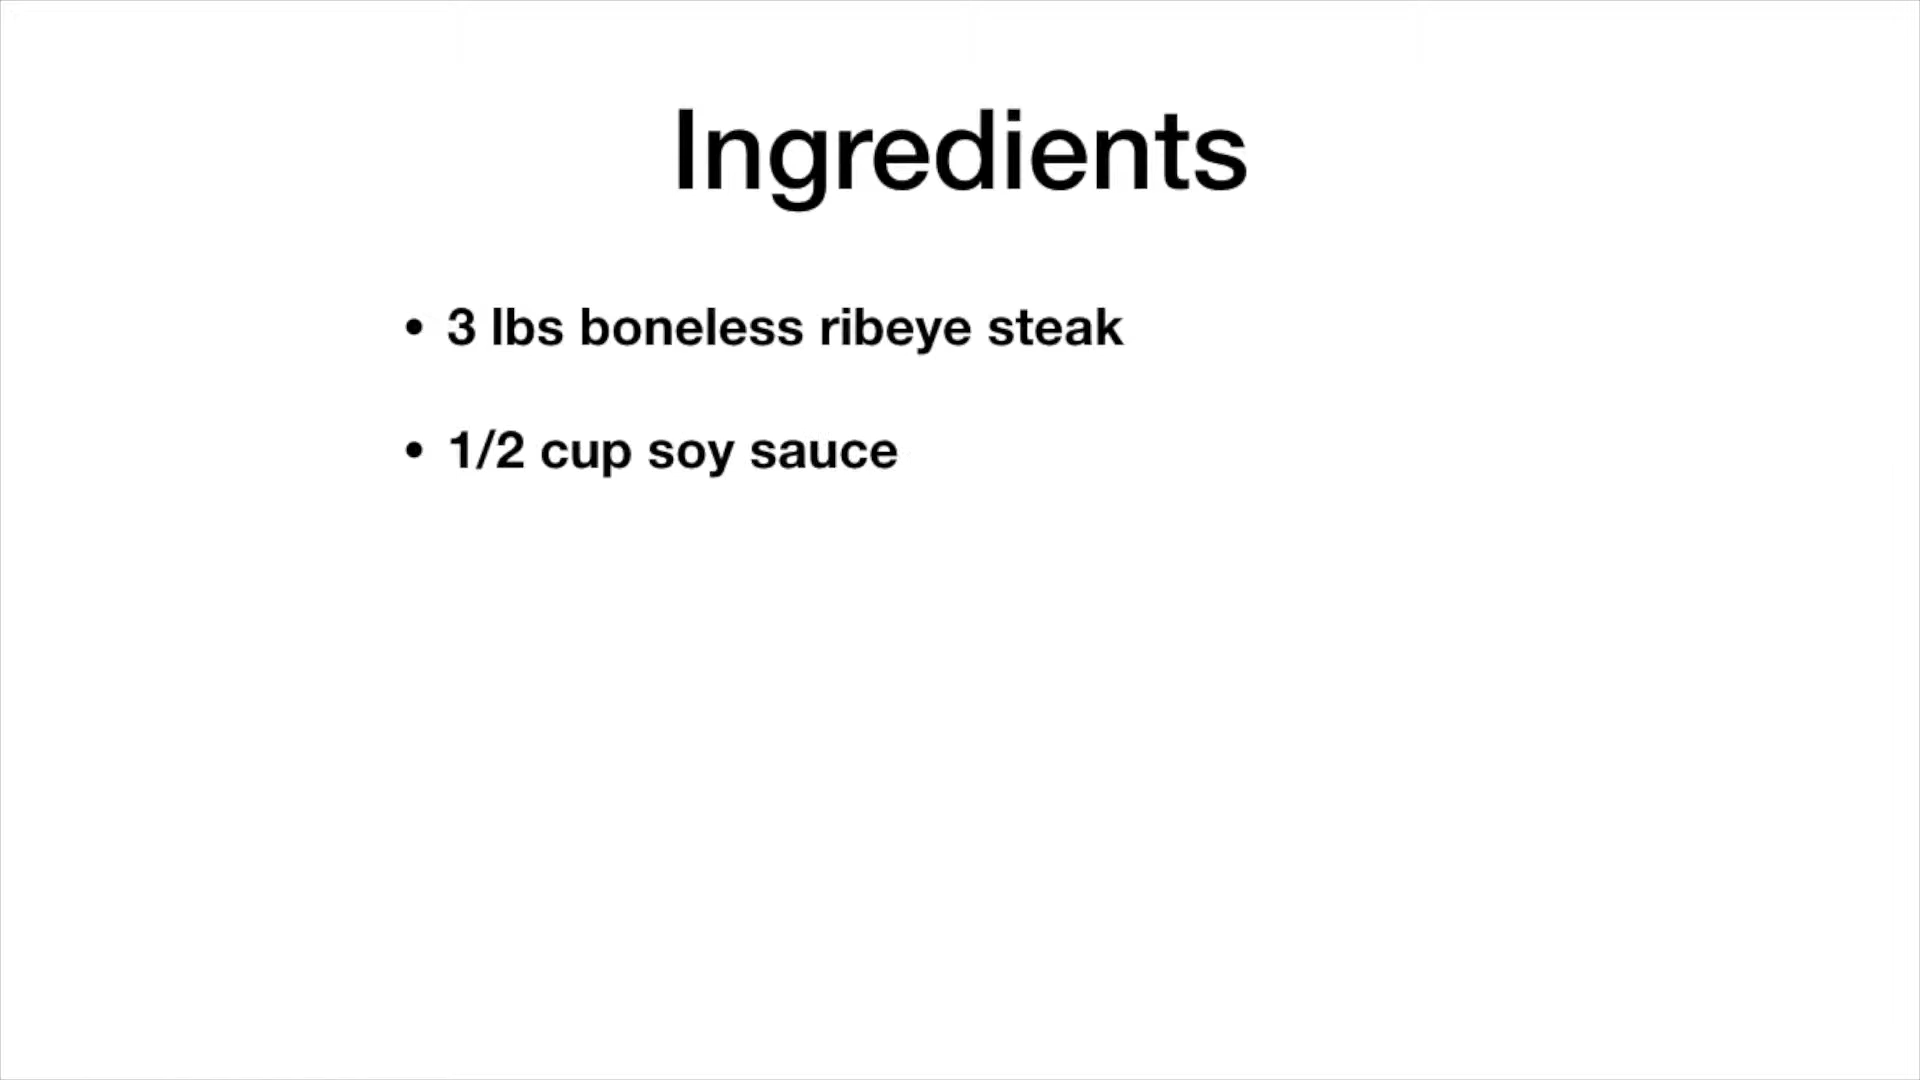 Ingredients
• 3 lbs boneless ribeye steak
• 1/2 cup soy sauce